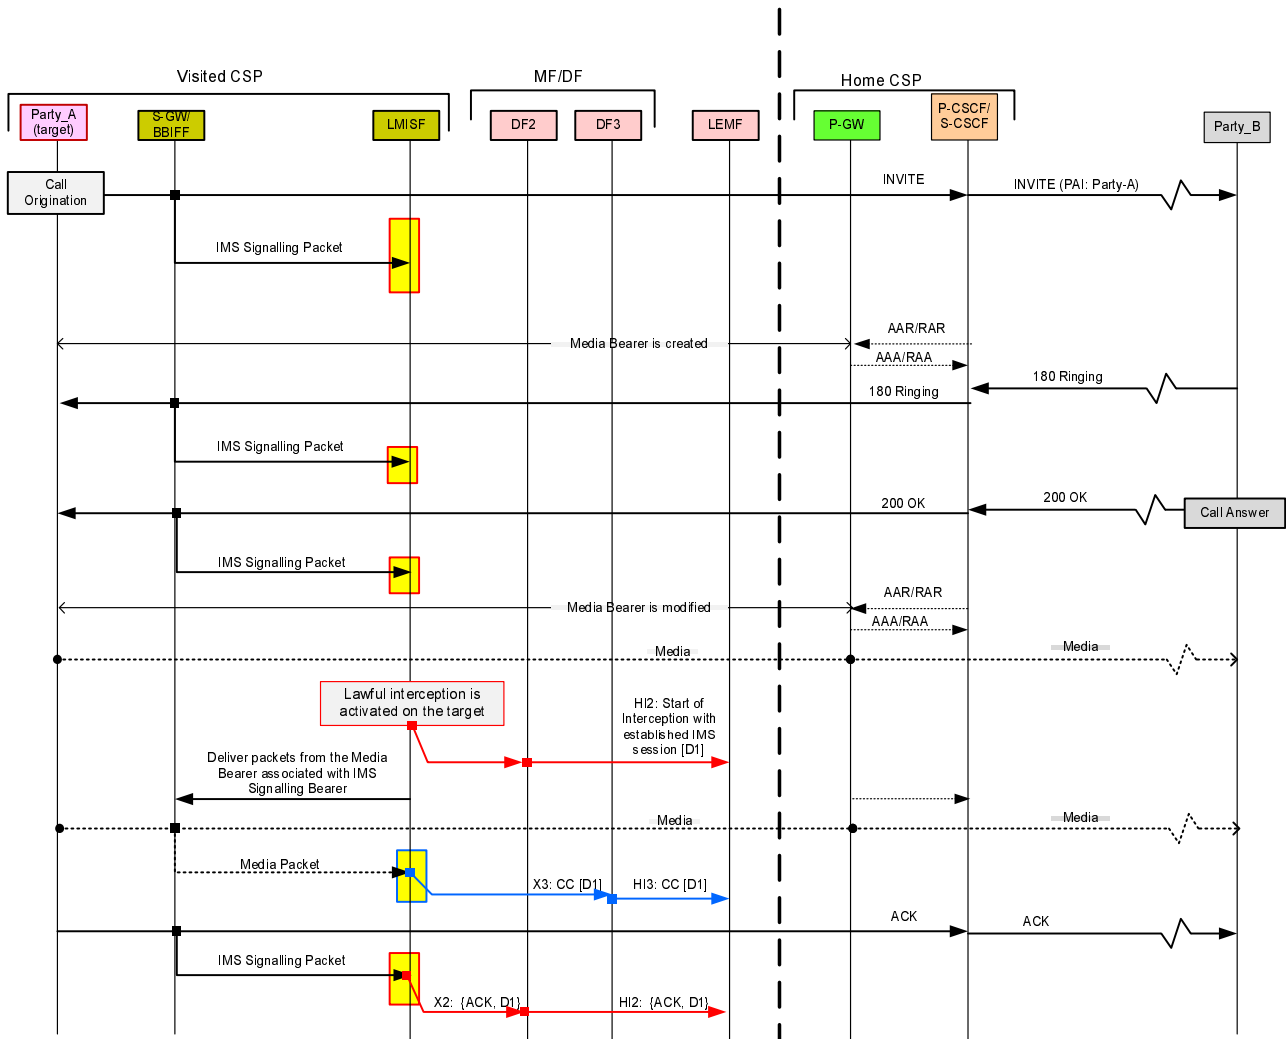 Visited CSP
MF/DF
Home CSP
Party_A
(target)
S-GW/
BBIFF
LMISF
DF2
DF3
LEMF
P-GW
P-CSCF/
S-CSCF
Party_B
Call
Origination
INVITE
INVITE (PAI: Party-A)
IMS Signalling Packet
AAR/RAR
Media Bearer is created
AAA/RAA
180 Ringing
180 Ringing
IMS Signalling Packet
200 OK
200 OK
Call Answer
IMS Signalling Packet
AAR/RAR
Media Bearer is modified
AAA/RAA
Media
Media
Lawful interception is
activated on the target
HI2: Start of
Interception with
established IMS
session [D1]
Deliver packets from the Media
Bearer associated with IMS
Signalling Bearer
Media
Media
Media Packet
X3: CC [D1]
HI3: CC [D1]
ACK
ACK
IMS Signalling Packet
X2: {ACK, D1}
HI2: {ACK, D1}